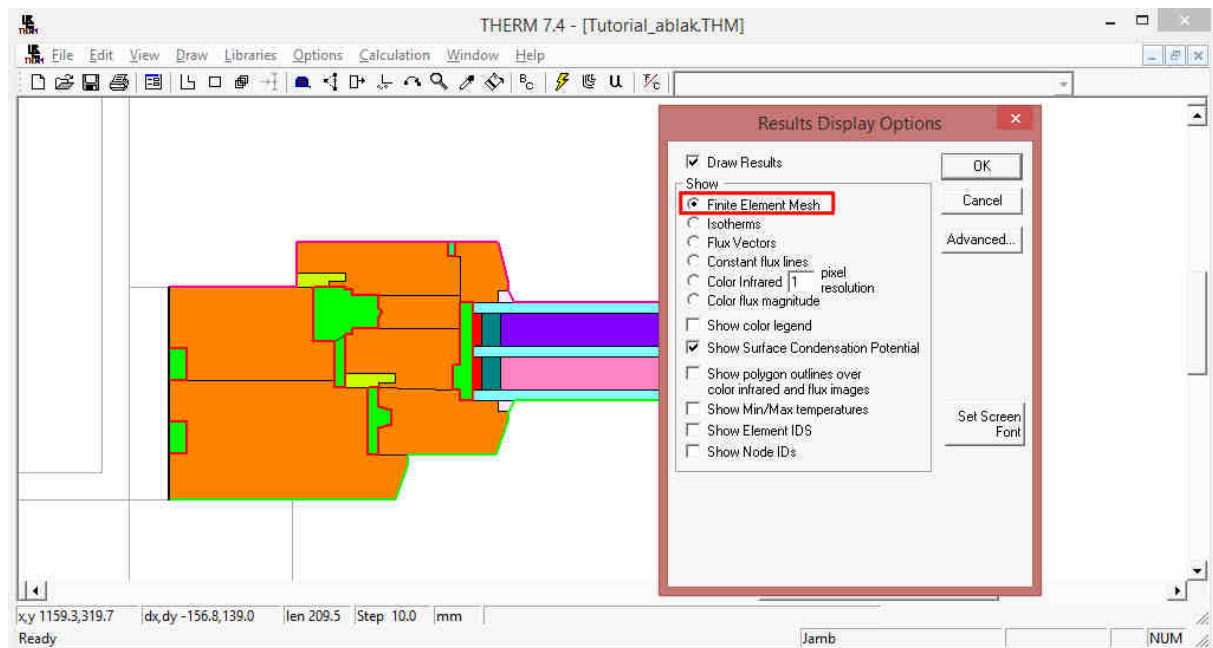 THERM 7.4 - [Tutorial_ablak.THM]
File Edit View Draw Libraries Options Calculation Window Help
Results Display Options
Draw Results
OK
Show
Finite Element Mesh
Cancel
Isotherms
Flux Vectors
Advanced...
Constant flux lines
Color Infrared 1 pixel resolution
Color flux magnitude
Show color legend
Show Surface Condensation Potential
Show polygon outlines over
color infrared and flux images
Show Min/Max temperatures
Set Screen
Font
Show Element IDS
Show Node IDs
x,y 1159.3,319.7 dx,dy -156.8,139.0 len 209.5 Step 10.0 mm
Ready Jamb NUM